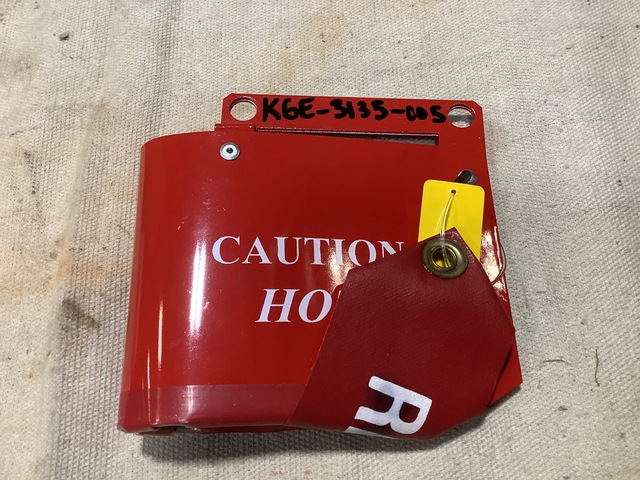 KGE-3135-005
CAUTION
HO
R